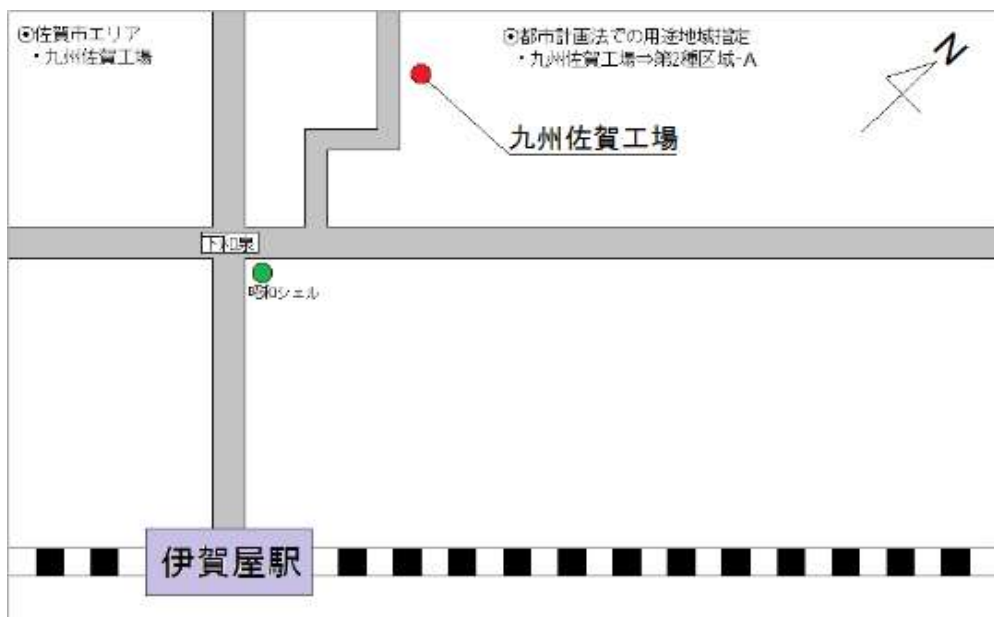 ⦿佐賀市エリア
・九州佐賀工場
⦿都市計画法での用途地域指定
・九州佐賀工場⇒第2種区域-A
N
九州佐賀工場
下和泉
昭和シェル
伊賀屋駅